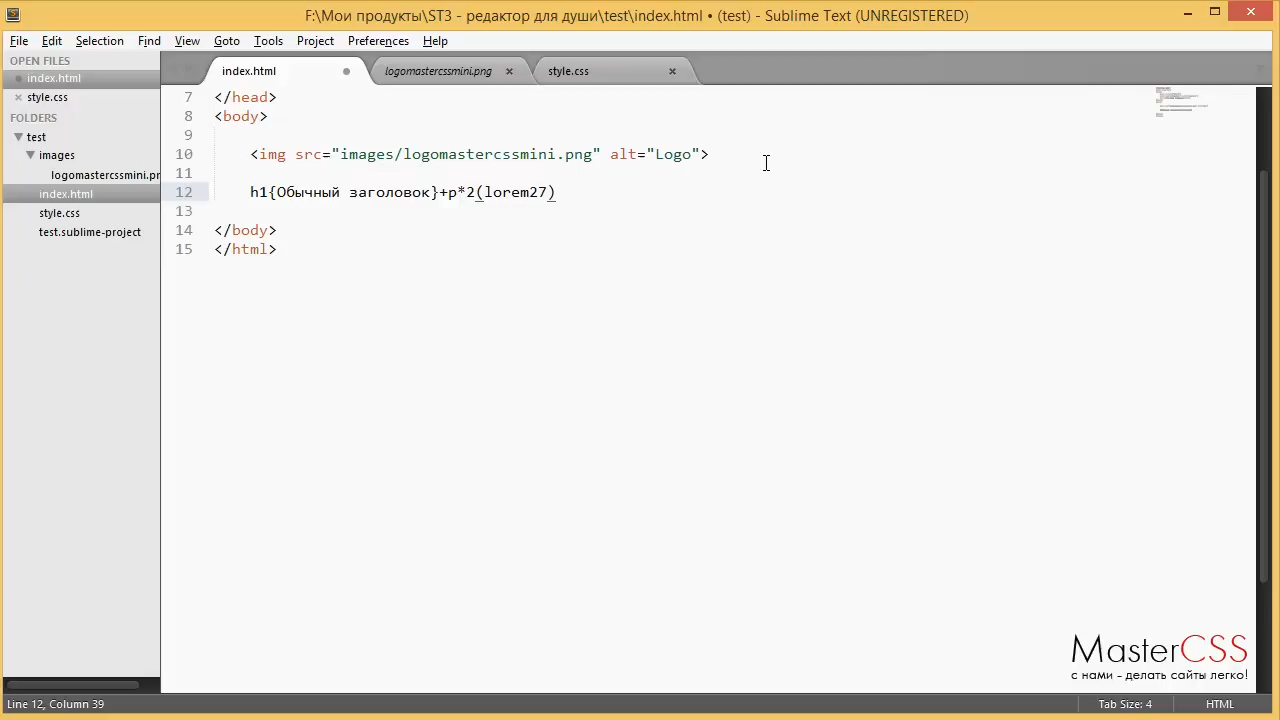 F:\Мои продукты\ST3 - редактор для души\test\index.html • (test) - Sublime Text (UNREGISTERED)
File Edit Selection Find View Goto Tools Project Preferences Help
OPEN FILES
index.html
style.css
FOLDERS
test
images
logomastercssmini.pr
index.html
style.css
test.sublime-project
index.html logomastercssmini.png style.css
7 </head>
8 <body>
9
10 <img src="images/logomastercssmini.png" alt="Logo">
11
12 h1{Обычный заголовок}+p*2(lorem27)
13
14 </body>
15 </html>
MasterCSS
с нами - делать сайты легко!
Line 12, Column 39 Tab Size: 4 HTML